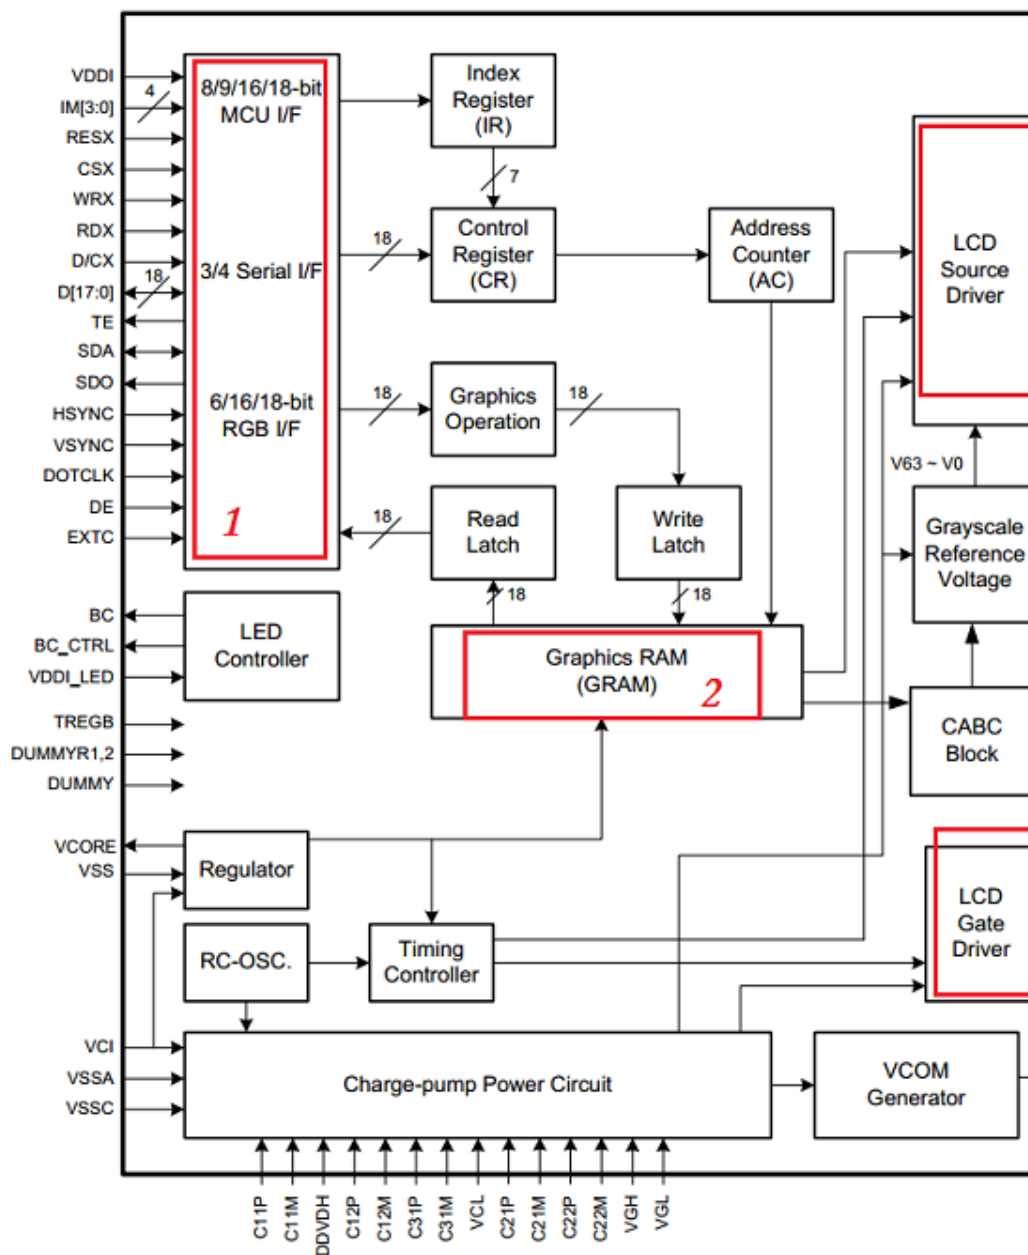 VDDI
IM[3:0]
4
RESX
CSX
WRX
RDX
D/CX
D[17:0]
18
TE
SDA
SDO
HSYNC
VSYNC
DOTCLK
DE
EXTC
BC
BC_CTRL
VDDI_LED
TREGB
DUMMYR1,2
DUMMY
VCORE
VSS
VCI
VSSA
VSSC
8/9/16/18-bit
MCU I/F
3/4 Serial I/F
6/16/18-bit
RGB I/F
1
Index
Register
(IR)
7
18
Control
Register
(CR)
Address
Counter
(AC)
LCD
Source
Driver
18
Graphics
Operation
18
V63 ~ V0
18
Read
Latch
Write
Latch
Grayscale
Reference
Voltage
18
18
LED
Controller
Graphics RAM
(GRAM)
2
CABC
Block
Regulator
LCD
Gate
Driver
RC-OSC.
Timing
Controller
Charge-pump Power Circuit
VCOM
Generator
C11P
C11M
DDVDH
C12P
C12M
C31P
C31M
VCL
C21P
C21M
C22P
C22M
VGH
VGL